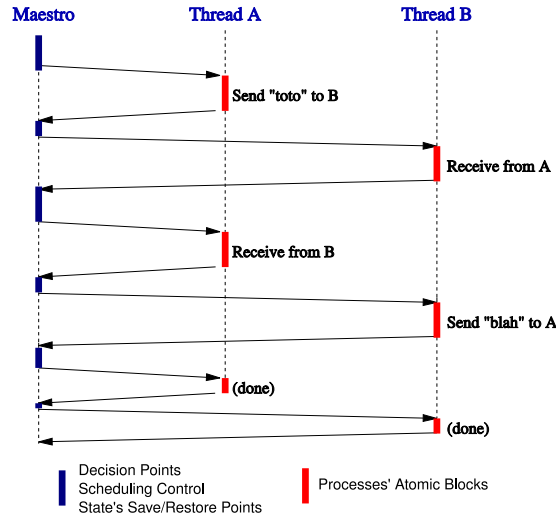 Maestro
Thread A
Thread B
Send "toto" to B
Receive from A
Receive from B
Send "blah" to A
(done)
(done)
Decision Points
Scheduling Control
State's Save/Restore Points
Processes' Atomic Blocks